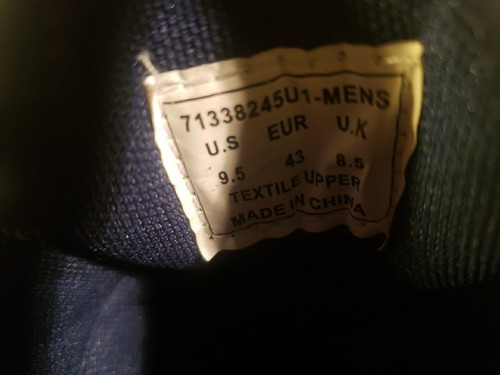 71338245U1-MENS
U.S EUR U.K
9.5 43 8.5
TEXTILE UPPER
MADE IN CHINA